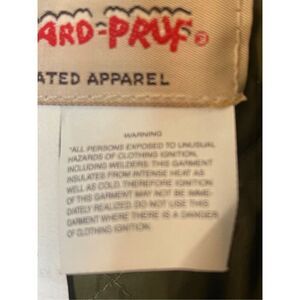 ARD-PRUF®
ATED APPAREL
WARNING
"ALL PERSONS EXPOSED TO UNUSUAL
HAZARDS OF CLOTHING IGNITION,
INCLUDING WELDERS. THIS GARMENT
INSULATES FROM INTENSE HEAT AS
WELL AS COLD. THEREFORE IGNITION
OF THIS GARMENT MAY NOT BE IMME-
DIATELY REALIZED. DO NOT USE THIS
GARMENT WHERE THERE IS A DANGER
OF CLOTHING IGNITION.